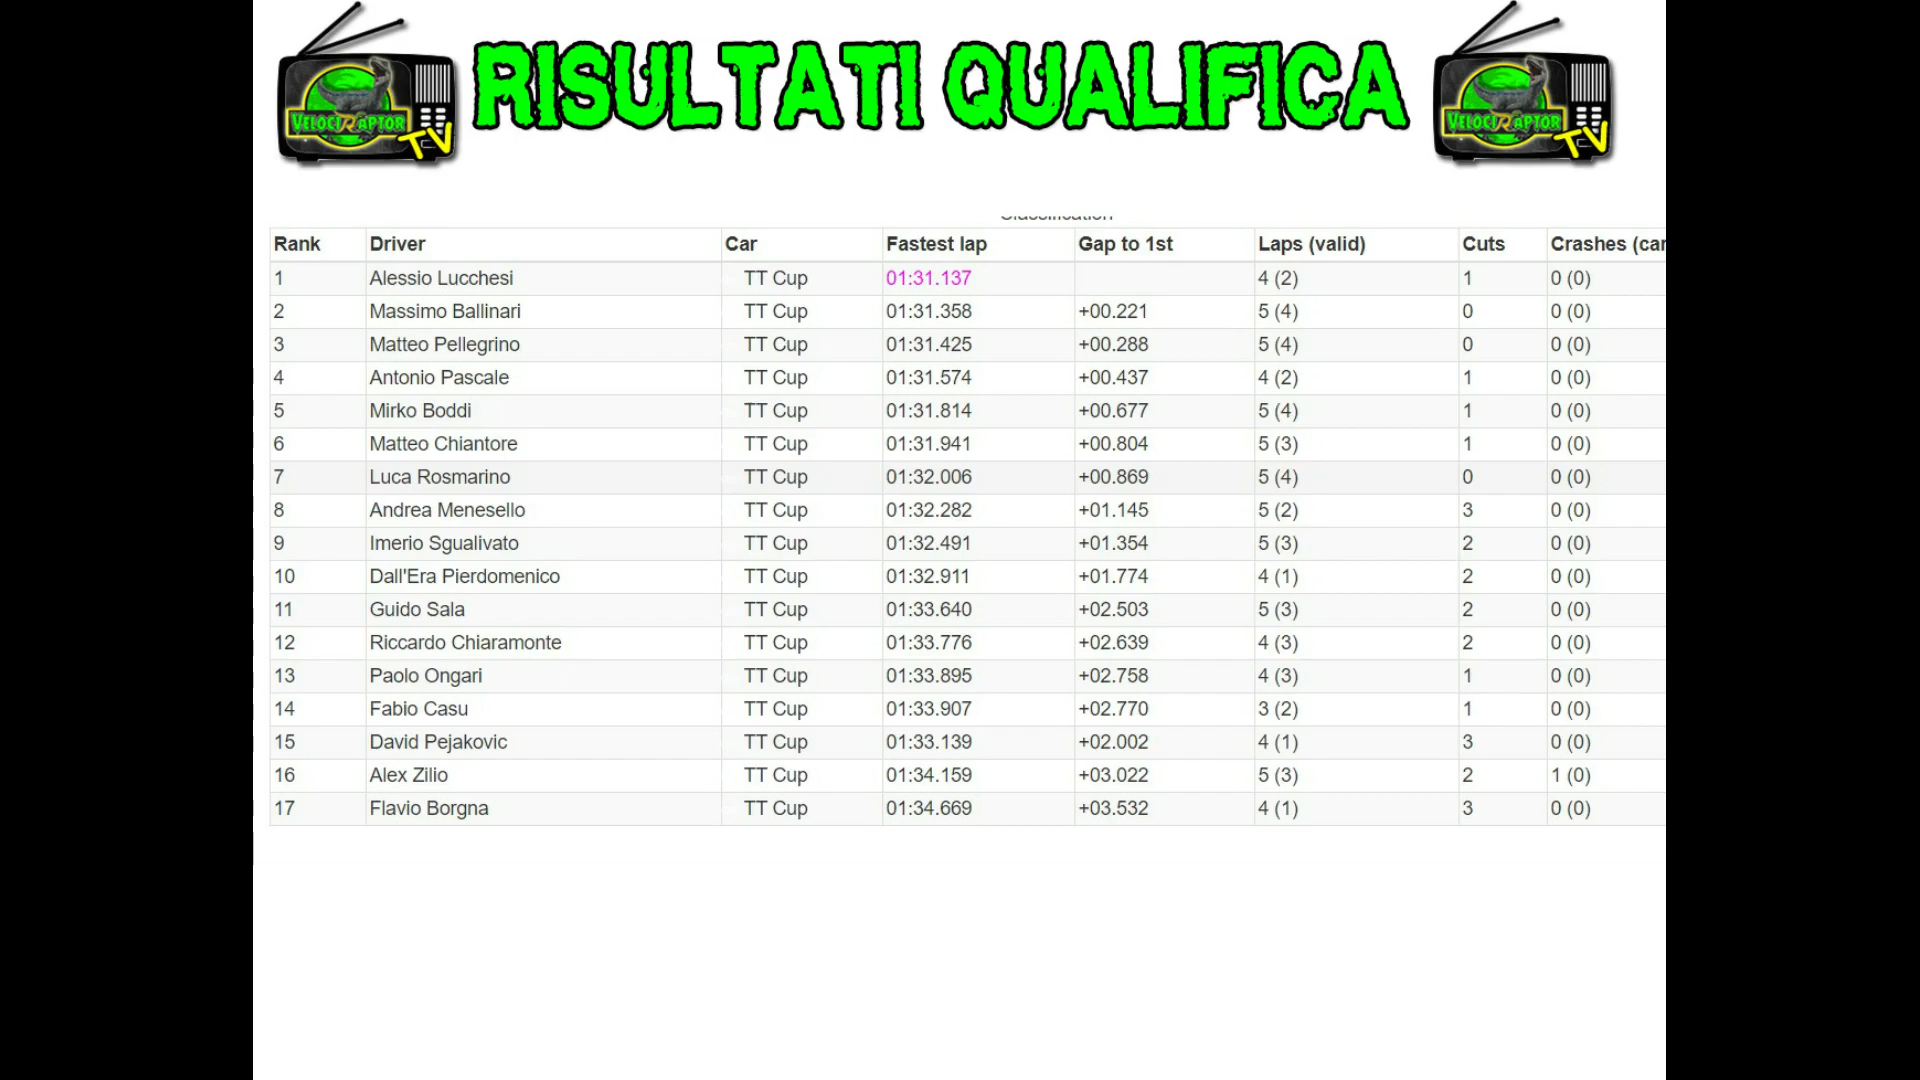 RISULTATI QUALIFICA
VELOCIRAPTOR TV
VELOCIRAPTOR TV
Classification
Rank Driver Car Fastest lap Gap to 1st Laps (valid) Cuts Crashes (car
1 Alessio Lucchesi TT Cup 01:31.137 4 (2) 1 0 (0)
2 Massimo Ballinari TT Cup 01:31.358 +00.221 5 (4) 0 0 (0)
3 Matteo Pellegrino TT Cup 01:31.425 +00.288 5 (4) 0 0 (0)
4 Antonio Pascale TT Cup 01:31.574 +00.437 4 (2) 1 0 (0)
5 Mirko Boddi TT Cup 01:31.814 +00.677 5 (4) 1 0 (0)
6 Matteo Chiantore TT Cup 01:31.941 +00.804 5 (3) 1 0 (0)
7 Luca Rosmarino TT Cup 01:32.006 +00.869 5 (4) 0 0 (0)
8 Andrea Menesello TT Cup 01:32.282 +01.145 5 (2) 3 0 (0)
9 Imerio Sgualivato TT Cup 01:32.491 +01.354 5 (3) 2 0 (0)
10 Dall'Era Pierdomenico TT Cup 01:32.911 +01.774 4 (1) 2 0 (0)
11 Guido Sala TT Cup 01:33.640 +02.503 5 (3) 2 0 (0)
12 Riccardo Chiaramonte TT Cup 01:33.776 +02.639 4 (3) 2 0 (0)
13 Paolo Ongari TT Cup 01:33.895 +02.758 4 (3) 1 0 (0)
14 Fabio Casu TT Cup 01:33.907 +02.770 3 (2) 1 0 (0)
15 David Pejakovic TT Cup 01:33.139 +02.002 4 (1) 3 0 (0)
16 Alex Zilio TT Cup 01:34.159 +03.022 5 (3) 2 1 (0)
17 Flavio Borgna TT Cup 01:34.669 +03.532 4 (1) 3 0 (0)